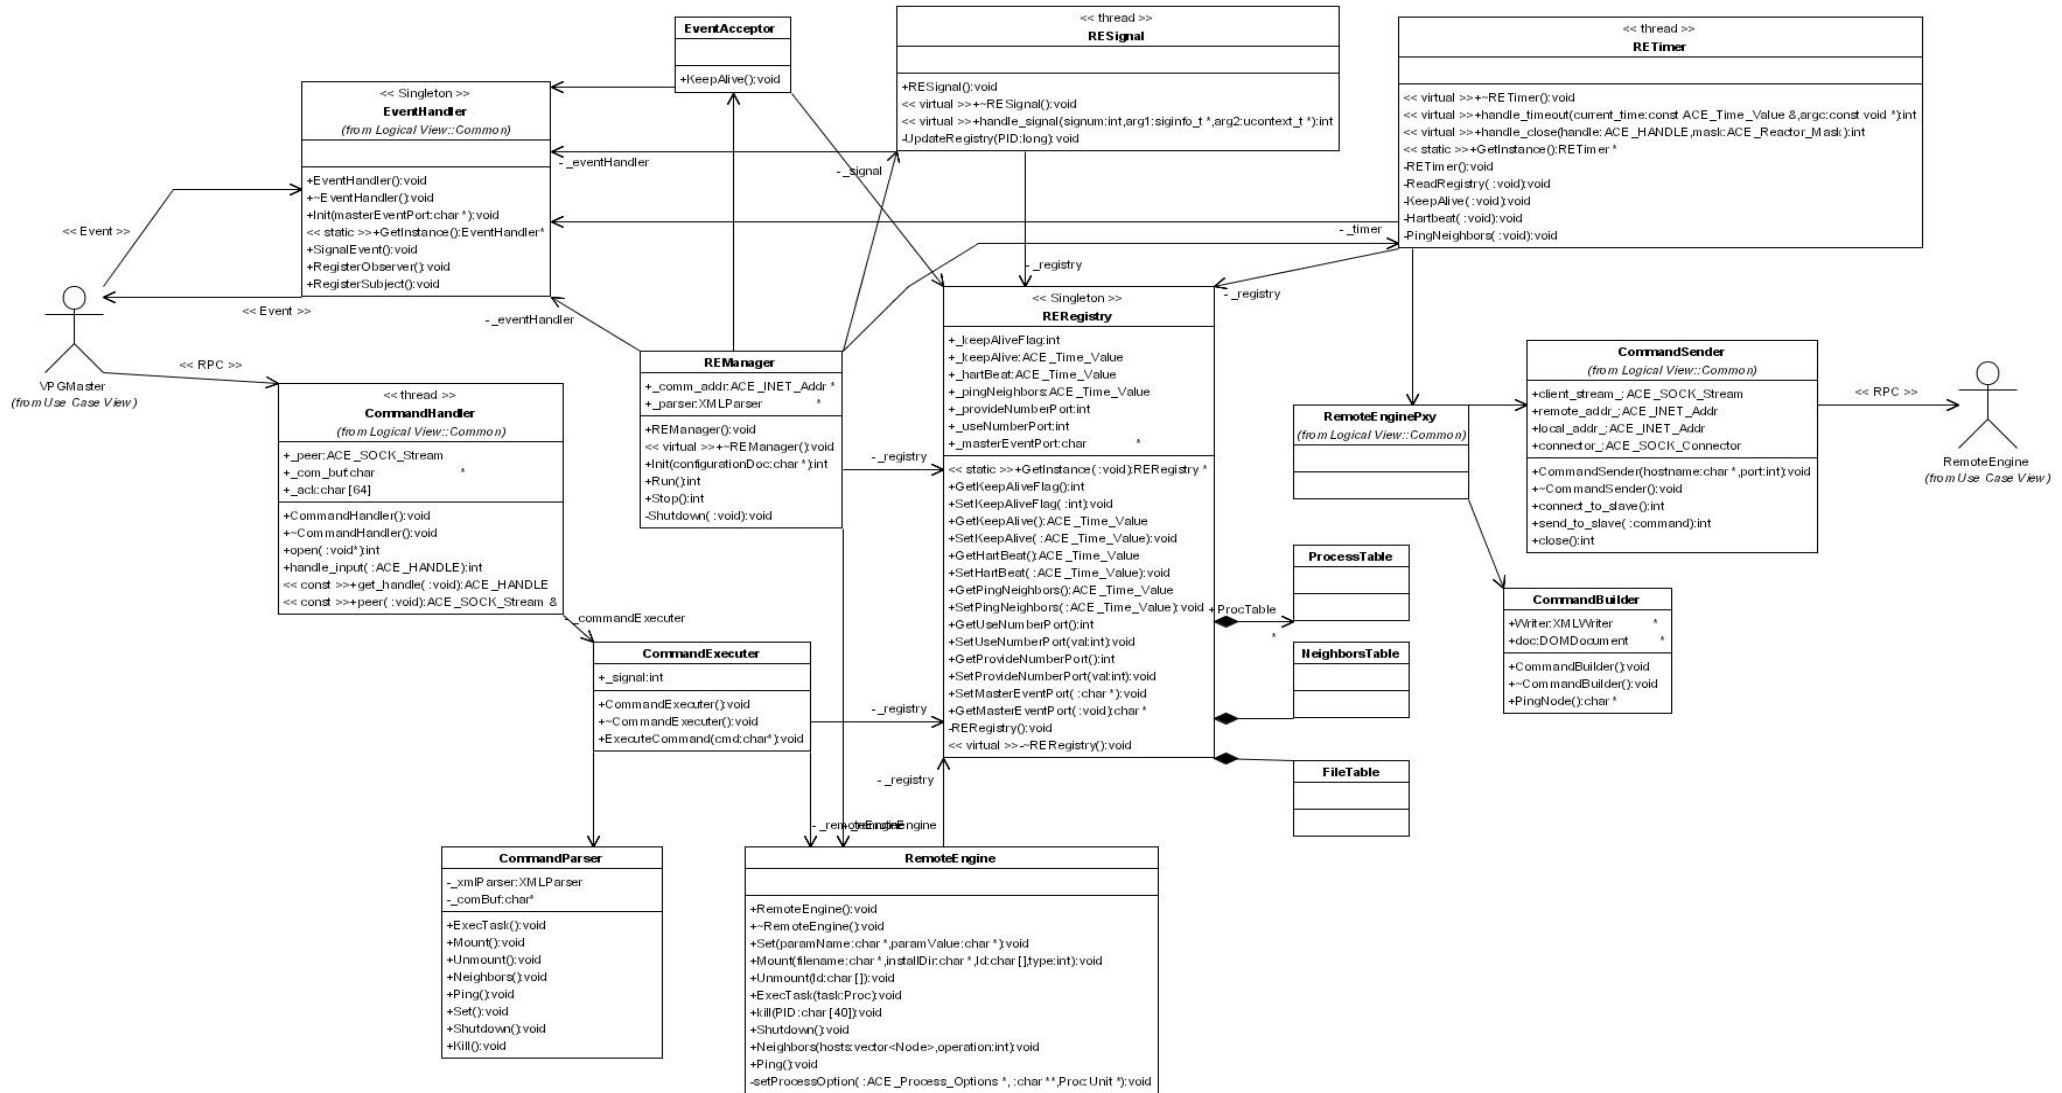 EventAcceptor
+KeepAlive():void
<< thread >>
RESignal
+RESignal():void
<< virtual >>+~RESignal():void
<< virtual >>+handle_signal(signum:int,arg1:siginfo_t *,arg2:ucontext_t *):int
-UpdateRegistry(PID:long):void
<< thread >>
RETimer
<< virtual >>+~RETimer():void
<< virtual >>+handle_timeout(current_time:const ACE_Time_Value &,argc:const void *):int
<< virtual >>+handle_close(handle:ACE_HANDLE,mask:ACE_Reactor_Mask):int
<< static >>+GetInstance():RETimer *
-RETimer():void
-ReadRegistry( :void):void
-KeepAlive( :void):void
-Hartbeat( :void):void
-PingNeighbors( :void):void
<< Singleton >>
EventHandler
(from Logical View::Common)
+EventHandler():void
+~EventHandler():void
+Init(masterEventPort:char *):void
<< static >>+GetInstance():EventHandler*
+SignalEvent():void
+RegisterObserver():void
+RegisterSubject():void
- _eventHandler
- _signal
- _timer
- _registry
- _registry
<< Event >>
<< Event >>
- _eventHandler
VPGMaster
(from Use Case View)
<< RPC >>
<< thread >>
CommandHandler
(from Logical View::Common)
+_peer:ACE_SOCK_Stream
+_com_buf:char *
+_ack:char [64]
+CommandHandler():void
+~CommandHandler():void
+open( :void*):int
+handle_input( :ACE_HANDLE):int
<< const >>+get_handle( :void):ACE_HANDLE
<< const >>+peer( :void):ACE_SOCK_Stream &
REManager
+_comm_addr:ACE_INET_Addr *
+_parser:XMLParser *
+REManager():void
<< virtual >>+~REManager():void
+Init(configurationDoc:char *):int
+Run():int
+Stop():int
-Shutdown( :void):void
- _registry
<< Singleton >>
RERegistry
+_keepAliveFlag:int
+_keepAlive:ACE_Time_Value
+_hartBeat:ACE_Time_Value
+_pingNeighbors:ACE_Time_Value
+_provideNumberPort:int
+_useNumberPort:int
+_masterEventPort:char *
<< static >>+GetInstance( :void):RERegistry *
+GetKeepAliveFlag():int
+SetKeepAliveFlag( :int):void
+GetKeepAlive():ACE_Time_Value
+SetKeepAlive( :ACE_Time_Value):void
+GetHartBeat():ACE_Time_Value
+SetHartBeat( :ACE_Time_Value):void
+GetPingNeighbors():ACE_Time_Value
+SetPingNeighbors( :ACE_Time_Value):void
+GetUseNumberPort():int
+SetUseNumberPort(val:int):void
+GetProvideNumberPort():int
+SetProvideNumberPort(val:int):void
+SetMasterEventPort( :char *):void
+GetMasterEventPort( :void):char *
-RERegistry():void
<< virtual >>-~RERegistry():void
RemoteEnginePxy
(from Logical View::Common)
CommandSender
(from Logical View::Common)
+client_stream_:ACE_SOCK_Stream
+remote_addr_:ACE_INET_Addr
+local_addr_:ACE_INET_Addr
+connector_:ACE_SOCK_Connector
+CommandSender(hostname:char *,port:int):void
+~CommandSender():void
+connect_to_slave():int
+send_to_slave( :command):int
+close():int
<< RPC >>
RemoteEngine
(from Use Case View)
ProcessTable
+ProcTable
*
NeighborsTable
FileTable
CommandBuilder
+Writer:XMLWriter *
+doc:DOMDocument *
+CommandBuilder():void
+~CommandBuilder():void
+PingNode():char *
- _commandExecuter
CommandExecuter
+_signal:int
+CommandExecuter():void
+~CommandExecuter():void
+ExecuteCommand(cmd:char*):void
- _registry
- _registry
- _remoteEngine
CommandParser
-_xmlParser:XMLParser
-_comBuf:char*
+ExecTask():void
+Mount():void
+Unmount():void
+Neighbors():void
+Ping():void
+Set():void
+Shutdown():void
+Kill():void
RemoteEngine
+RemoteEngine():void
+~RemoteEngine():void
+Set(paramName:char *,paramValue:char *):void
+Mount(filename:char *,installDir:char *,Id:char [],type:int):void
+Unmount(Id:char []):void
+ExecTask(task:Proc):void
+kill(PID:char [40]):void
+Shutdown():void
+Neighbors(hosts:vector<Node>,operation:int):void
+Ping():void
-setProcessOption( :ACE_Process_Options *, :char **,Proc:Unit *):void